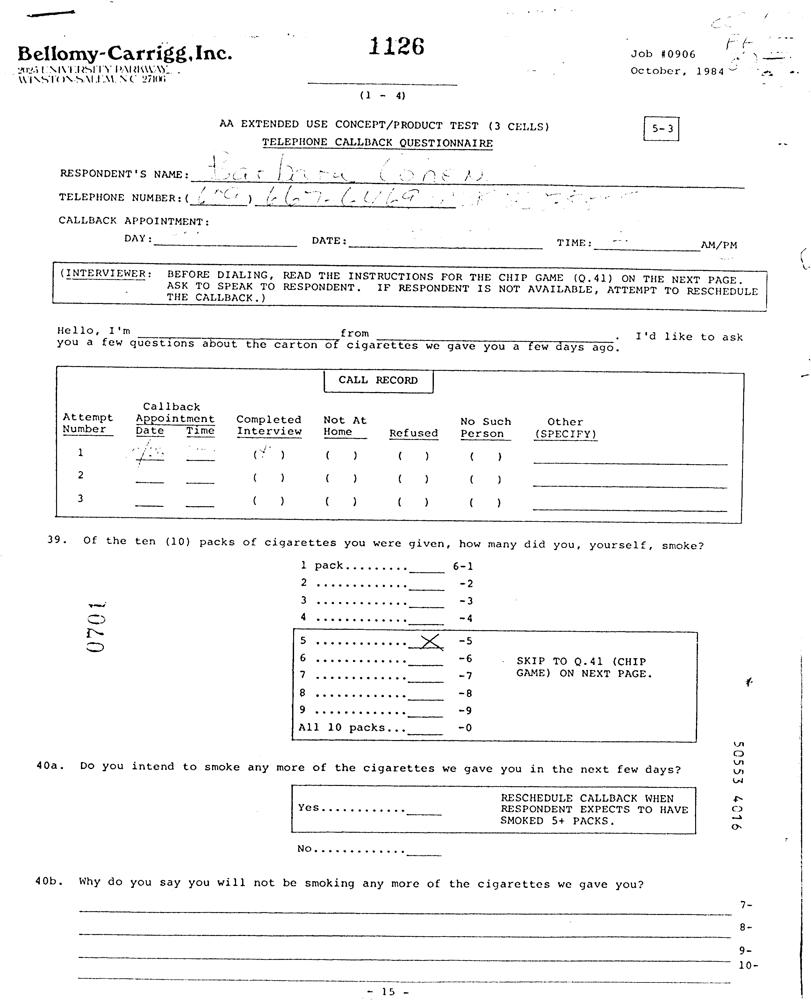 Bellomy-Carrigg, Inc.
2025 UNIVERSITY PARKWAY
WINSTON-SALEM, N.C. 27106
1126
Job #0906
October, 1984
(1 - 4)
AA EXTENDED USE CONCEPT/PRODUCT TEST (3 CELLS)
5-3
TELEPHONE CALLBACK QUESTIONNAIRE
RESPONDENT'S NAME: Barbara
TELEPHONE NUMBER:( ) 667-6469
CALLBACK APPOINTMENT:
DAY: DATE: TIME: AM/PM
(INTERVIEWER: BEFORE DIALING, READ THE INSTRUCTIONS FOR THE CHIP GAME (Q.41) ON THE NEXT PAGE.
ASK TO SPEAK TO RESPONDENT. IF RESPONDENT IS NOT AVAILABLE, ATTEMPT TO RESCHEDULE
THE CALLBACK.)
Hello, I'm from . I'd like to ask
you a few questions about the carton of cigarettes we gave you a few days ago.
CALL RECORD
Callback
Attempt Appointment Completed Not At No Such Other
Number Date Time Interview Home Refused Person (SPECIFY)
1 ( ) ( ) ( ) ( )
2 ( ) ( ) ( ) ( )
3 ( ) ( ) ( ) ( )
39. Of the ten (10) packs of cigarettes you were given, how many did you, yourself, smoke?
1 pack......... 6-1
2 ............. -2
3 ............. -3
4 ............. -4
5 ............. X -5
6 ............. -6 SKIP TO Q.41 (CHIP
7 ............. -7 GAME) ON NEXT PAGE.
8 ............. -8
9 ............. -9
All 10 packs... -0
0701
40a. Do you intend to smoke any more of the cigarettes we gave you in the next few days?
Yes............ RESCHEDULE CALLBACK WHEN
RESPONDENT EXPECTS TO HAVE
SMOKED 5+ PACKS.
No.............
50553 4016
40b. Why do you say you will not be smoking any more of the cigarettes we gave you?
7-
8-
9-
10-
- 15 -